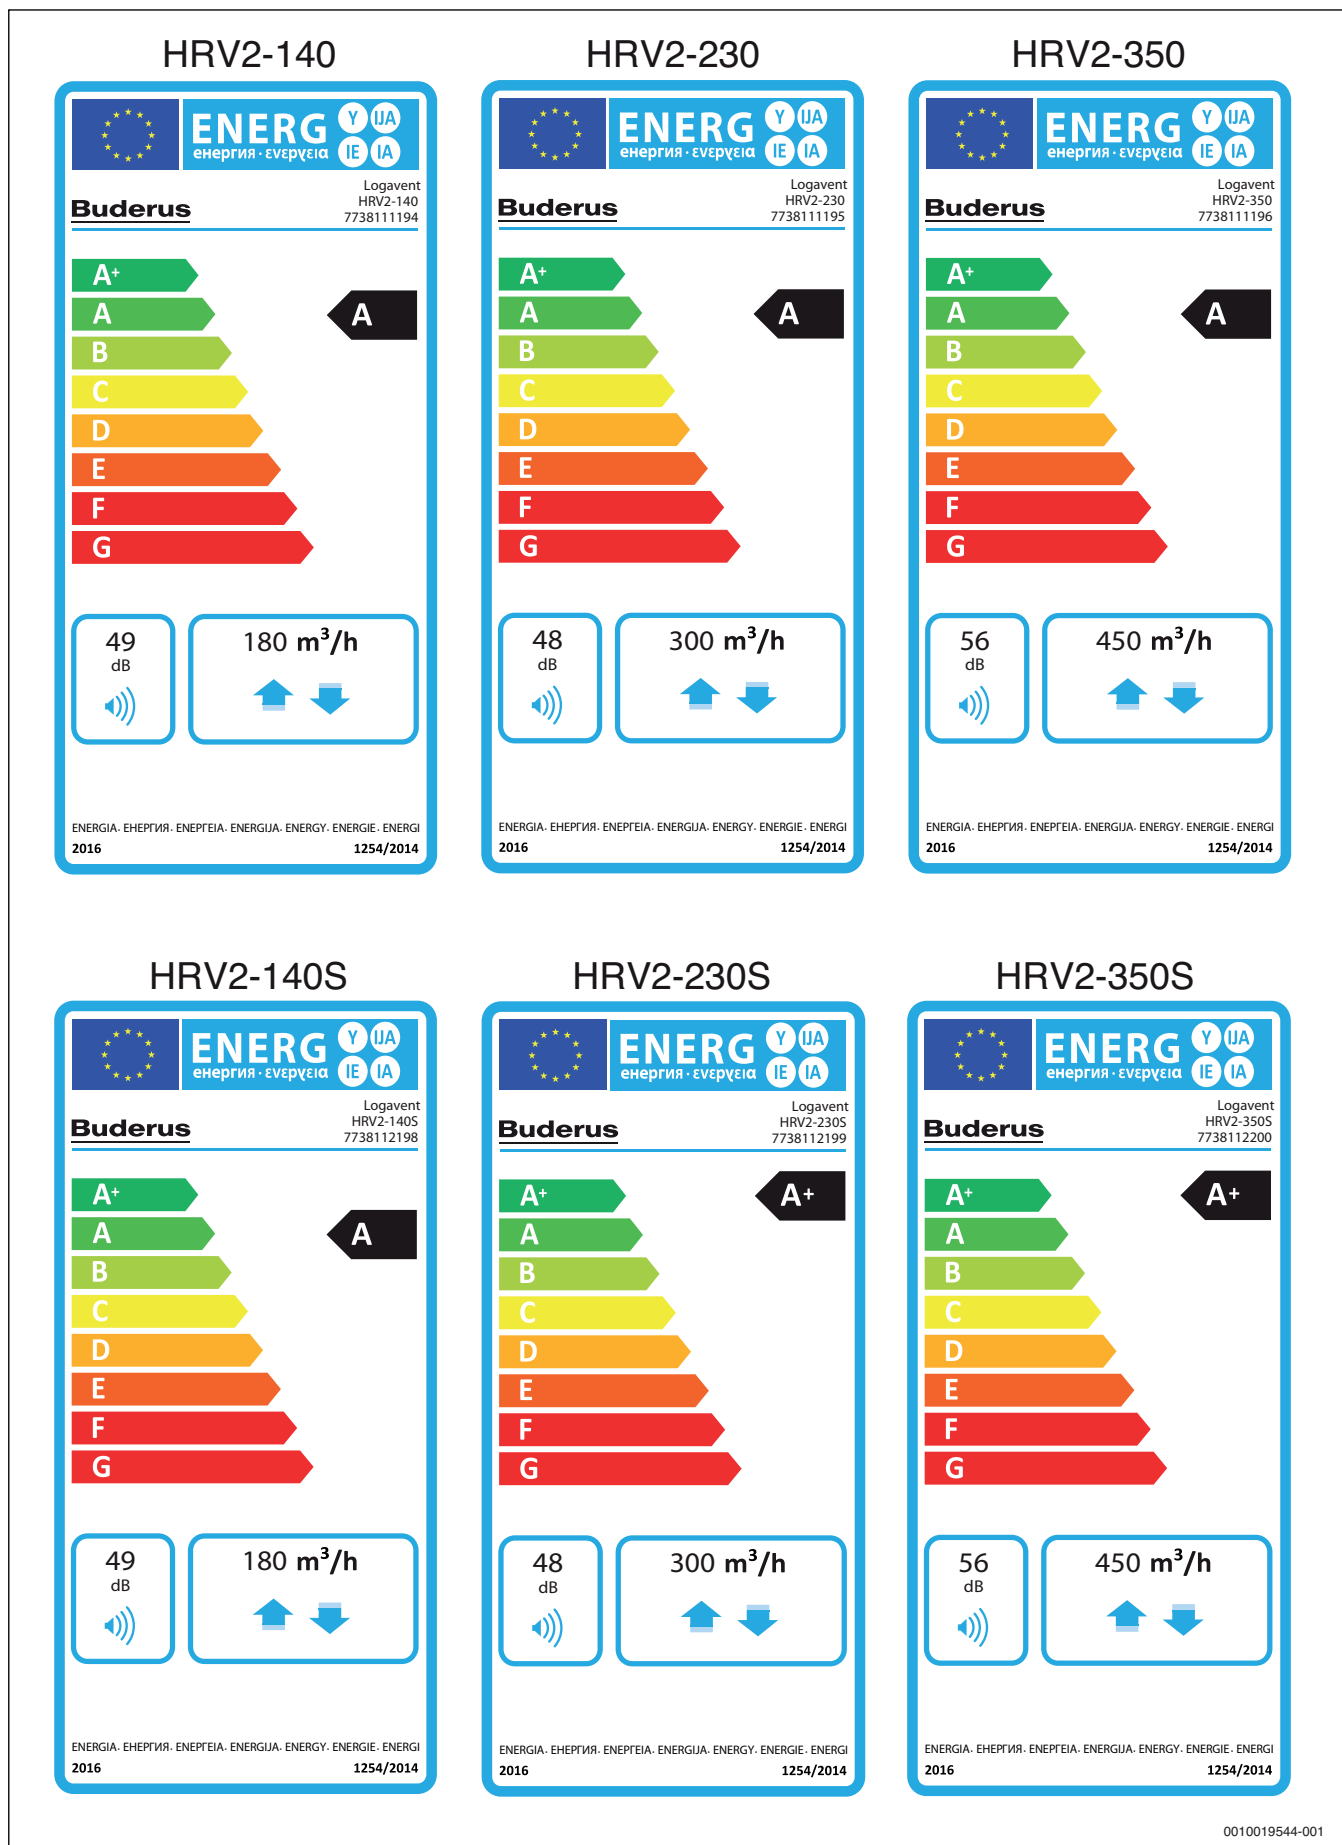 HRV2-140
ENERG Y IJA
енергия · ενεργεια IE IA
Logavent
Buderus HRV2-140
7738111194
A+
A A
B
C
D
E
F
G
49 180 m³/h
dB
ENERGIA· ЕНЕРГИЯ· ΕΝΕΡΓΕΙΑ· ENERGIJA· ENERGY· ENERGIE· ENERGI
2016 1254/2014
HRV2-230
ENERG Y IJA
енергия · ενεργεια IE IA
Logavent
Buderus HRV2-230
7738111195
A+
A A
B
C
D
E
F
G
48 300 m³/h
dB
ENERGIA· ЕНЕРГИЯ· ΕΝΕΡΓΕΙΑ· ENERGIJA· ENERGY· ENERGIE· ENERGI
2016 1254/2014
HRV2-350
ENERG Y IJA
енергия · ενεργεια IE IA
Logavent
Buderus HRV2-350
7738111196
A+
A A
B
C
D
E
F
G
56 450 m³/h
dB
ENERGIA· ЕНЕРГИЯ· ΕΝΕΡΓΕΙΑ· ENERGIJA· ENERGY· ENERGIE· ENERGI
2016 1254/2014
HRV2-140S
ENERG Y IJA
енергия · ενεργεια IE IA
Logavent
Buderus HRV2-140S
7738112198
A+
A A
B
C
D
E
F
G
49 180 m³/h
dB
ENERGIA· ЕНЕРГИЯ· ΕΝΕΡΓΕΙΑ· ENERGIJA· ENERGY· ENERGIE· ENERGI
2016 1254/2014
HRV2-230S
ENERG Y IJA
енергия · ενεργεια IE IA
Logavent
Buderus HRV2-230S
7738112199
A+ A+
A
B
C
D
E
F
G
48 300 m³/h
dB
ENERGIA· ЕНЕРГИЯ· ΕΝΕΡΓΕΙΑ· ENERGIJA· ENERGY· ENERGIE· ENERGI
2016 1254/2014
HRV2-350S
ENERG Y IJA
енергия · ενεργεια IE IA
Logavent
Buderus HRV2-350S
7738112200
A+ A+
A
B
C
D
E
F
G
56 450 m³/h
dB
ENERGIA· ЕНЕРГИЯ· ΕΝΕΡΓΕΙΑ· ENERGIJA· ENERGY· ENERGIE· ENERGI
2016 1254/2014
0010019544-001